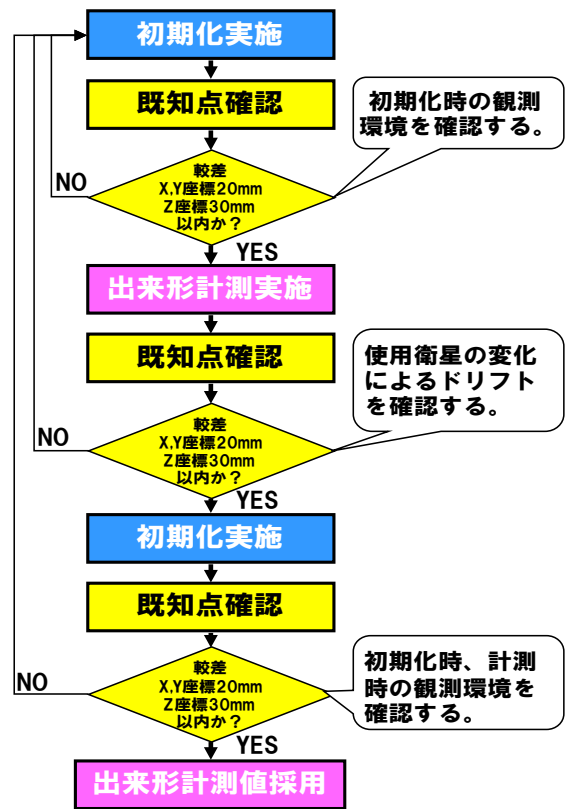 初期化実施
既知点確認
初期化時の観測
環境を確認する。
較差
X,Y座標20mm
Z座標30mm
以内か？
NO
YES
出来形計測実施
既知点確認
使用衛星の変化
によるドリフト
を確認する。
較差
X,Y座標20mm
Z座標30mm
以内か？
NO
YES
初期化実施
既知点確認
初期化時、計測
時の観測環境を
確認する。
較差
X,Y座標20mm
Z座標30mm
以内か？
NO
YES
出来形計測値採用